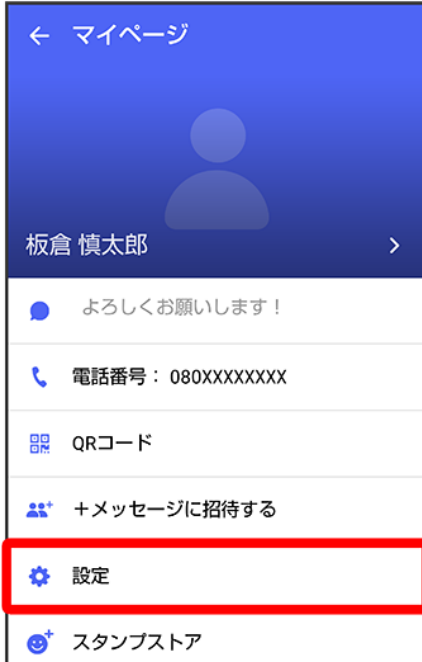 マイページ
板倉 慎太郎
よろしくお願いします！
電話番号： 080XXXXXXXX
QRコード
＋メッセージに招待する
設定
スタンプストア